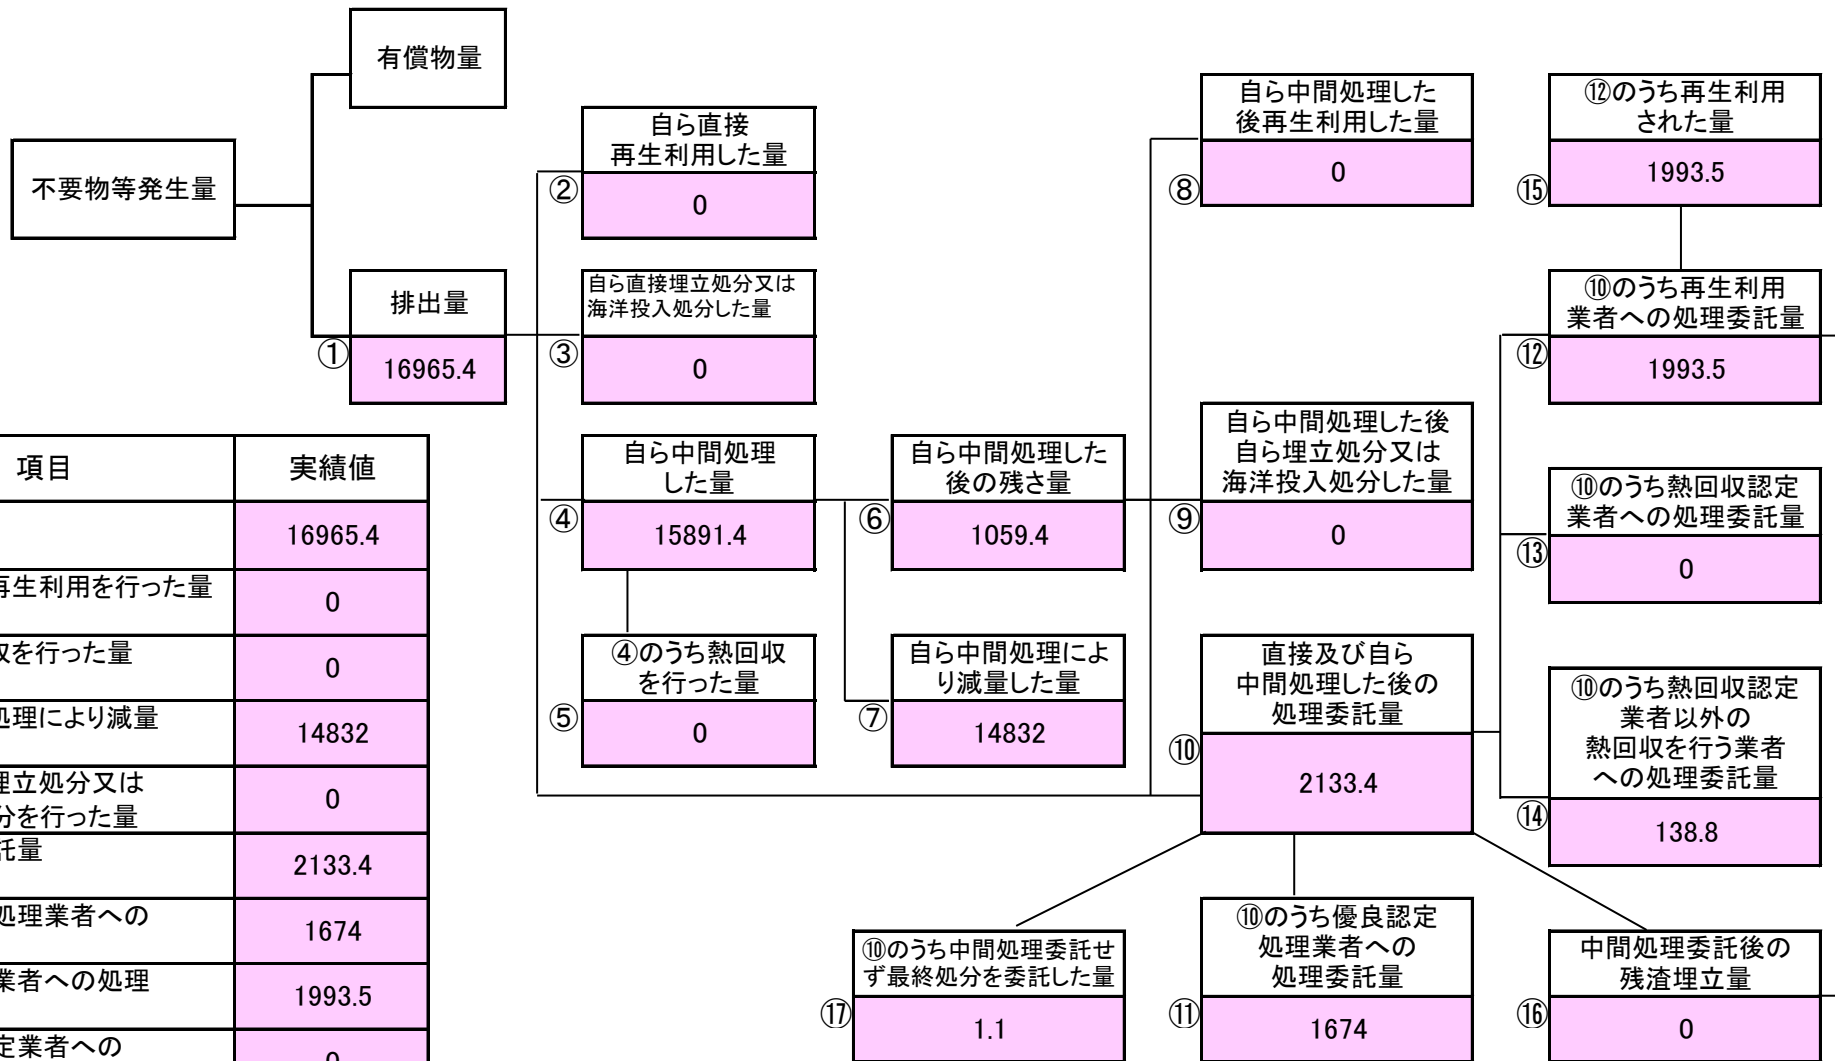 有償物量
不要物等発生量
排出量
①
16965.4
自ら直接
再生利用した量
②
0
自ら直接埋立処分又は
海洋投入処分した量
③
0
自ら中間処理
した量
④
15891.4
④のうち熱回収
を行った量
⑤
0
自ら中間処理した
後の残さ量
⑥
1059.4
自ら中間処理によ
り減量した量
⑦
14832
自ら中間処理した
後再生利用した量
⑧
0
自ら中間処理した後
自ら埋立処分又は
海洋投入処分した量
⑨
0
直接及び自ら
中間処理した後の
処理委託量
⑩
2133.4
⑫のうち再生利用
された量
⑮
1993.5
⑩のうち再生利用
業者への処理委託量
⑫
1993.5
⑩のうち熱回収認定
業者への処理委託量
⑬
0
⑩のうち熱回収認定
業者以外の
熱回収を行う業者
への処理委託量
⑭
138.8
⑩のうち中間処理委託せ
ず最終処分を委託した量
⑰
1.1
⑩のうち優良認定
処理業者への
処理委託量
⑪
1674
中間処理委託後の
残渣埋立量
⑯
0
項目 実績値
16965.4
再生利用を行った量
0
を行った量
0
処理により減量
14832
埋立処分又は
分を行った量
0
託量
2133.4
処理業者への
1674
業者への処理
1993.5
定業者への
0